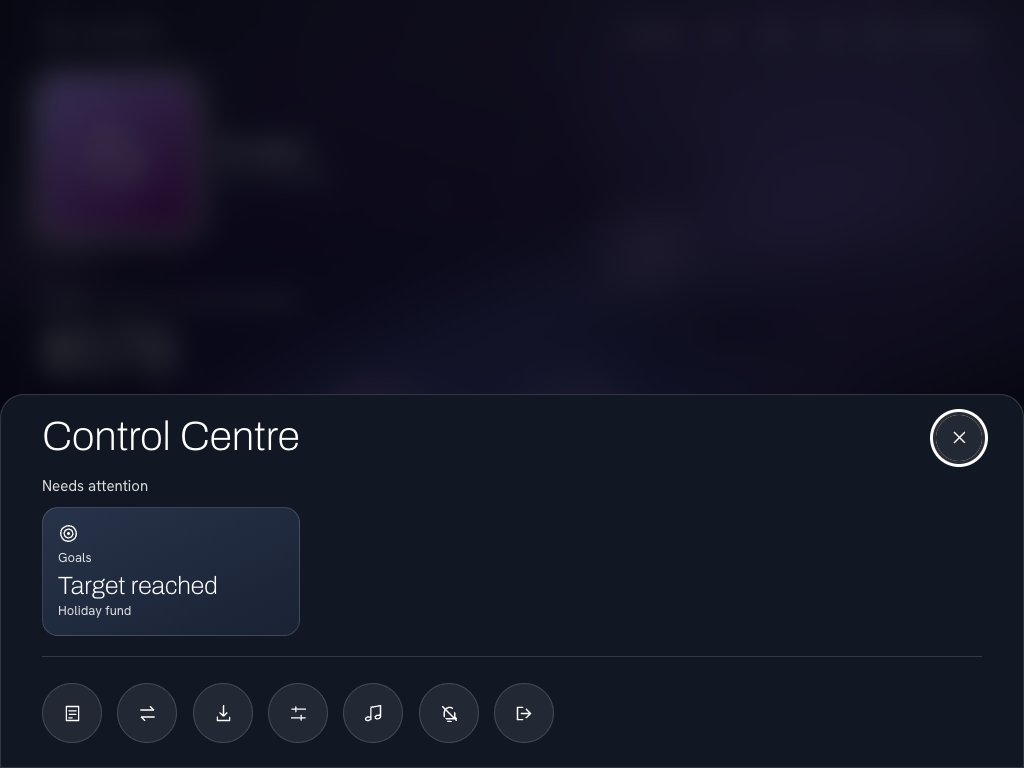 Control Centre
Needs attention
Goals
Target reached
Holiday fund